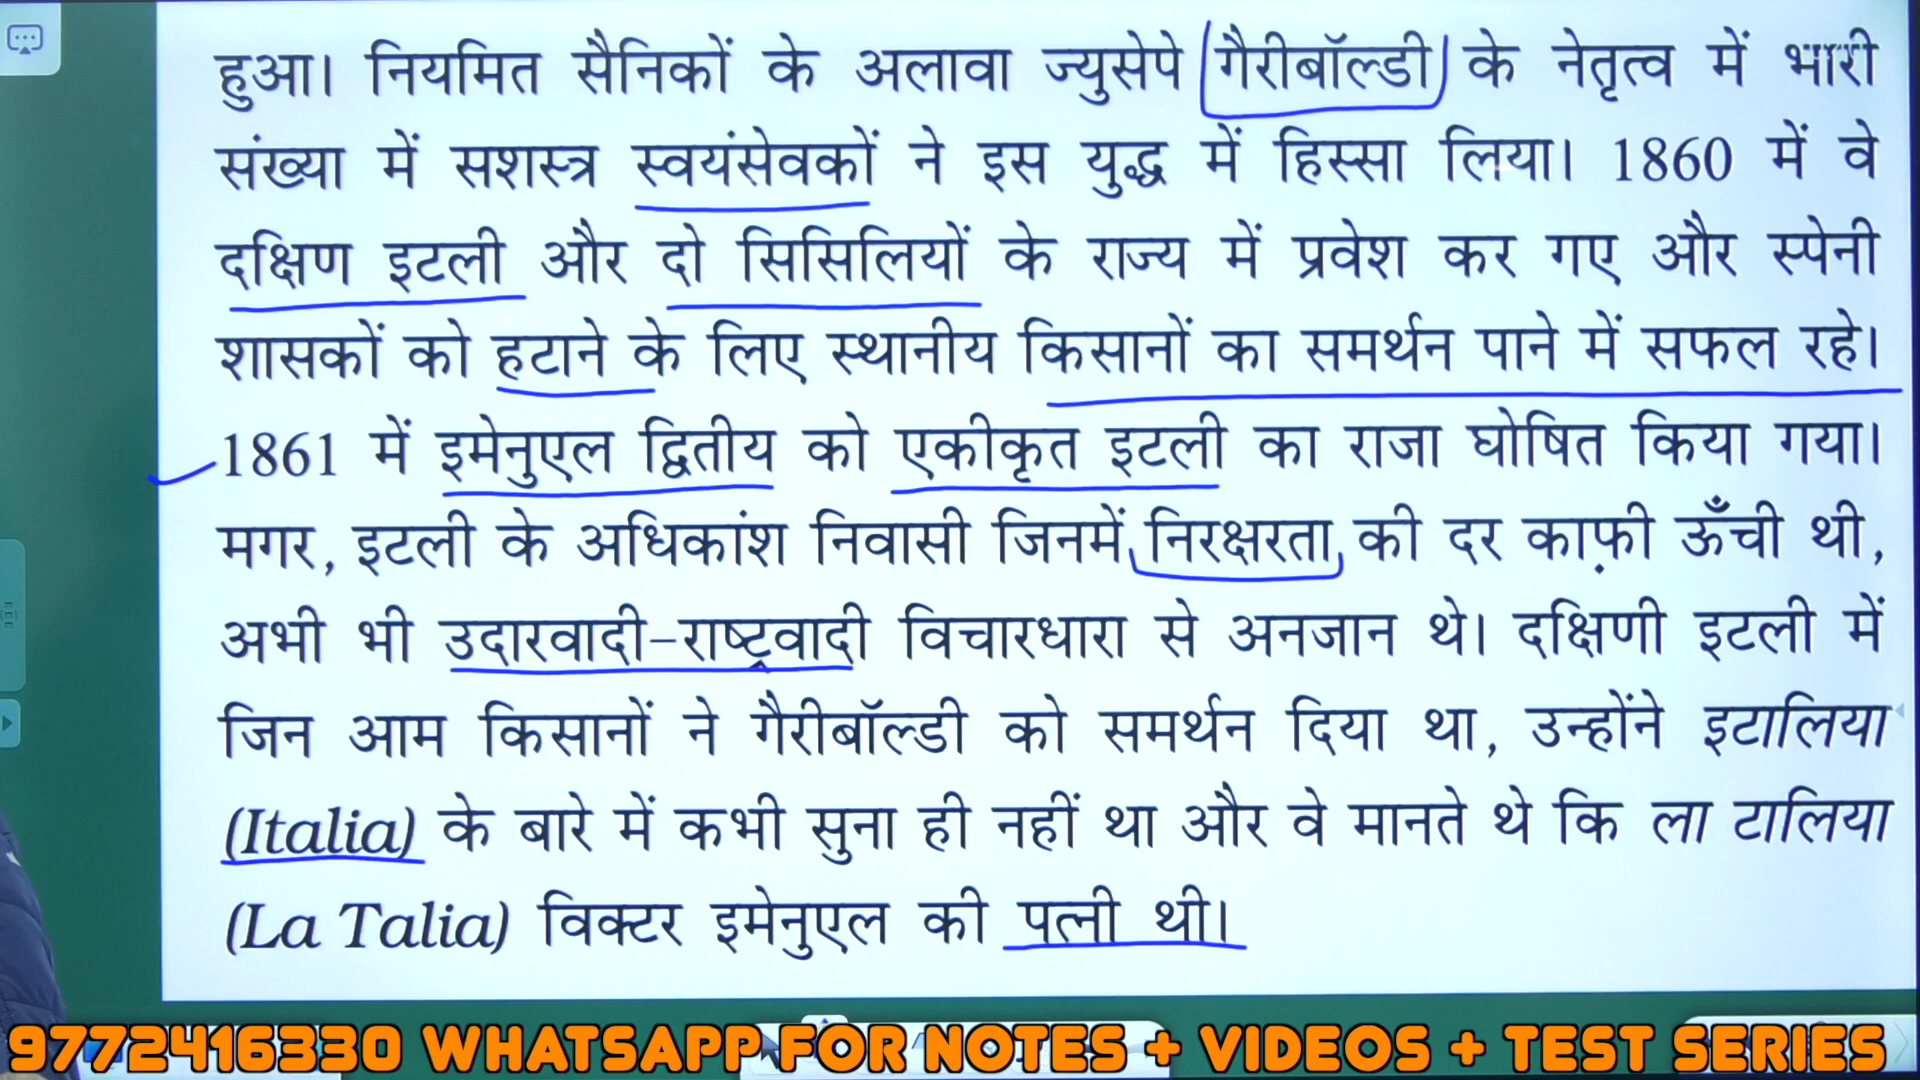 हुआ। नियमित सैनिकों के अलावा ज्युसेपे गैरीबॉल्डी के नेतृत्व में भारी
संख्या में सशस्त्र स्वयंसेवकों ने इस युद्ध में हिस्सा लिया। 1860 में वे
दक्षिण इटली और दो सिसिलियों के राज्य में प्रवेश कर गए और स्पेनी
शासकों को हटाने के लिए स्थानीय किसानों का समर्थन पाने में सफल रहे।
1861 में इमेनुएल द्वितीय को एकीकृत इटली का राजा घोषित किया गया।
मगर, इटली के अधिकांश निवासी जिनमें निरक्षरता की दर काफ़ी ऊँची थी,
अभी भी उदारवादी-राष्ट्रवादी विचारधारा से अनजान थे। दक्षिणी इटली में
जिन आम किसानों ने गैरीबॉल्डी को समर्थन दिया था, उन्होंने इटालिया
(Italia) के बारे में कभी सुना ही नहीं था और वे मानते थे कि ला टालिया
(La Talia) विक्टर इमेनुएल की पत्नी थी।
9772416330 WHATSAPP FOR NOTES + VIDEOS + TEST SERIES